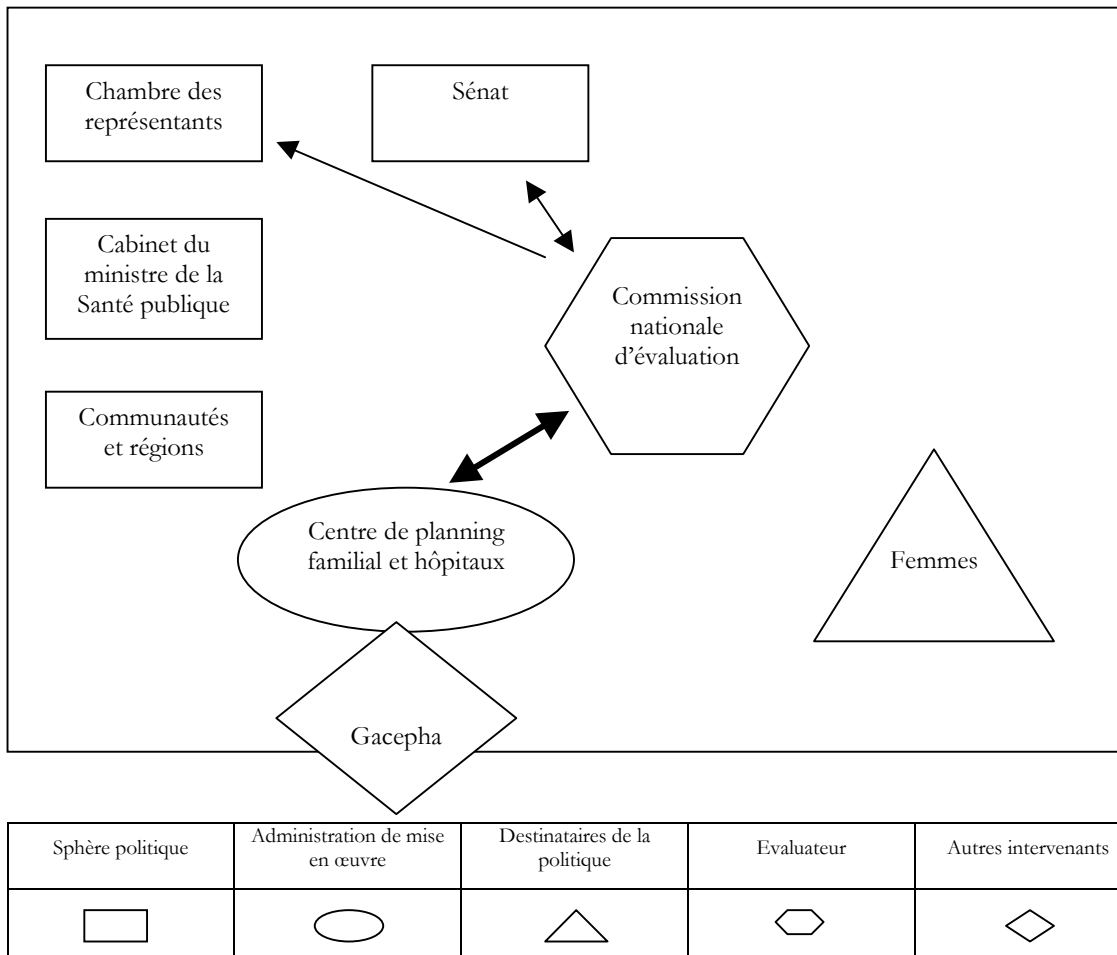 Chambre des
représentants
Sénat
Cabinet du
ministre de la
Santé publique
Commission
nationale
d’évaluation
Communautés
et régions
Centre de planning
familial et hôpitaux
Femmes
Gacepha
Sphère politique
Administration de mise
en œuvre
Destinataires de la
politique
Evaluateur
Autres intervenants